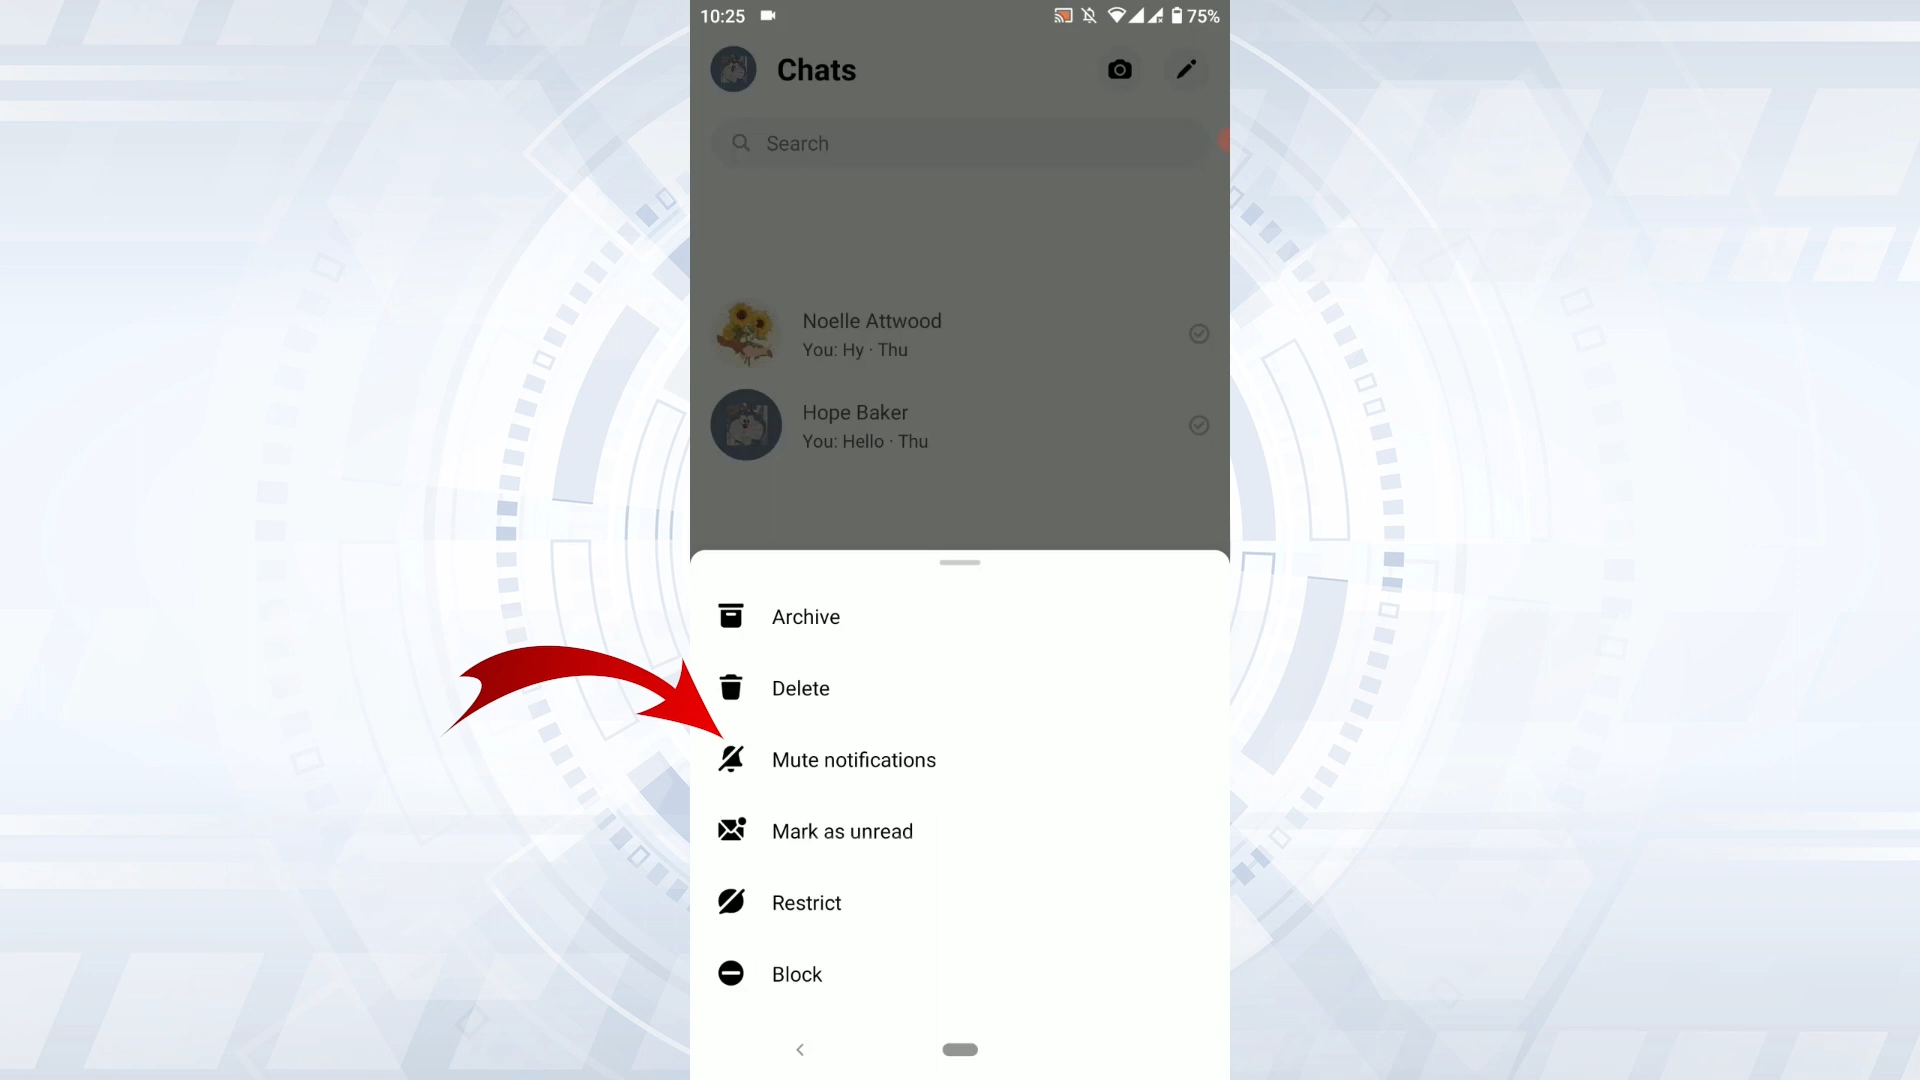 10:25
75%
Chats
Search
Noelle Attwood
You: Hy · Thu
Hope Baker
You: Hello · Thu
Archive
Delete
Mute notifications
Mark as unread
Restrict
Block